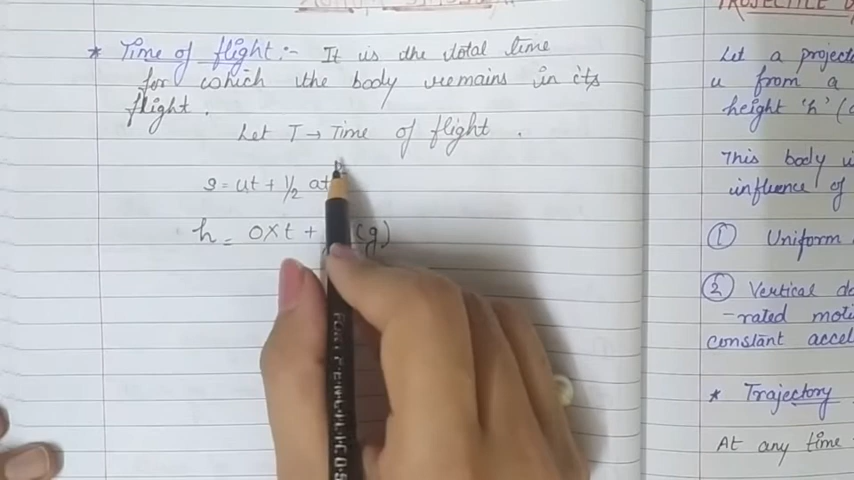 * Time of flight :- It is the total time
for which the body remains in its
flight.
Let T → Time of flight.
s = ut + 1/2 at
h = 0×t + (g)
Let a projecti
u from a
height 'h' (
This body
influence of
① Uniform
② Vertical de
-rated moti
constant accel
* Trajectory
At any time